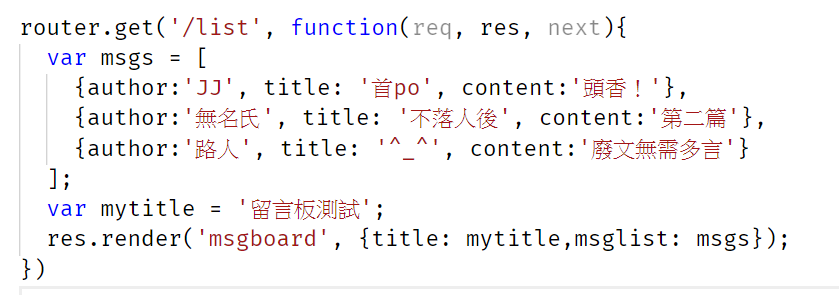 router.get('/list', function(req, res, next){
  var msgs = [
    {author:'JJ', title: '首po', content:'頭香！'},
    {author:'無名氏', title: '不落人後', content:'第二篇'},
    {author:'路人', title: '^_^', content:'廢文無需多言'}
  ];
  var mytitle = '留言板測試';
  res.render('msgboard', {title: mytitle,msglist: msgs});
})